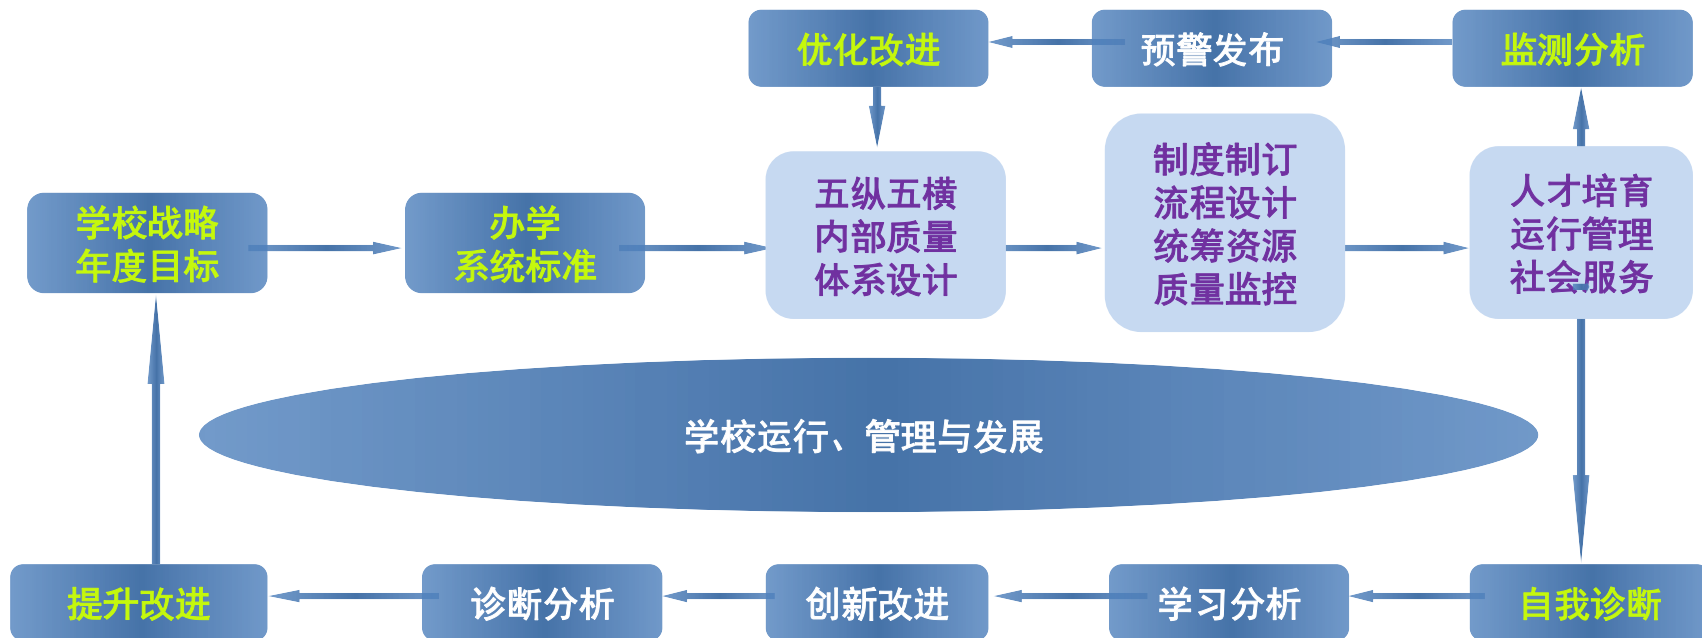 优化改进
预警发布
监测分析
学校战略
年度目标
办学
系统标准
五纵五横
内部质量
体系设计
制度制订
流程设计
统筹资源
质量监控
人才培育
运行管理
社会服务
学校运行、管理与发展
提升改进
诊断分析
创新改进
学习分析
自我诊断